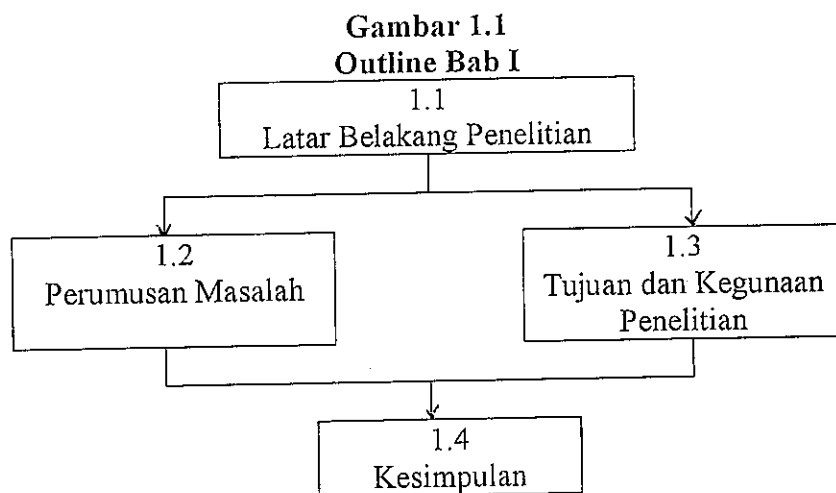 Gambar 1.1
Outline Bab I
1.1
Latar Belakang Penelitian
1.2
Perumusan Masalah
1.3
Tujuan dan Kegunaan
Penelitian
1.4
Kesimpulan